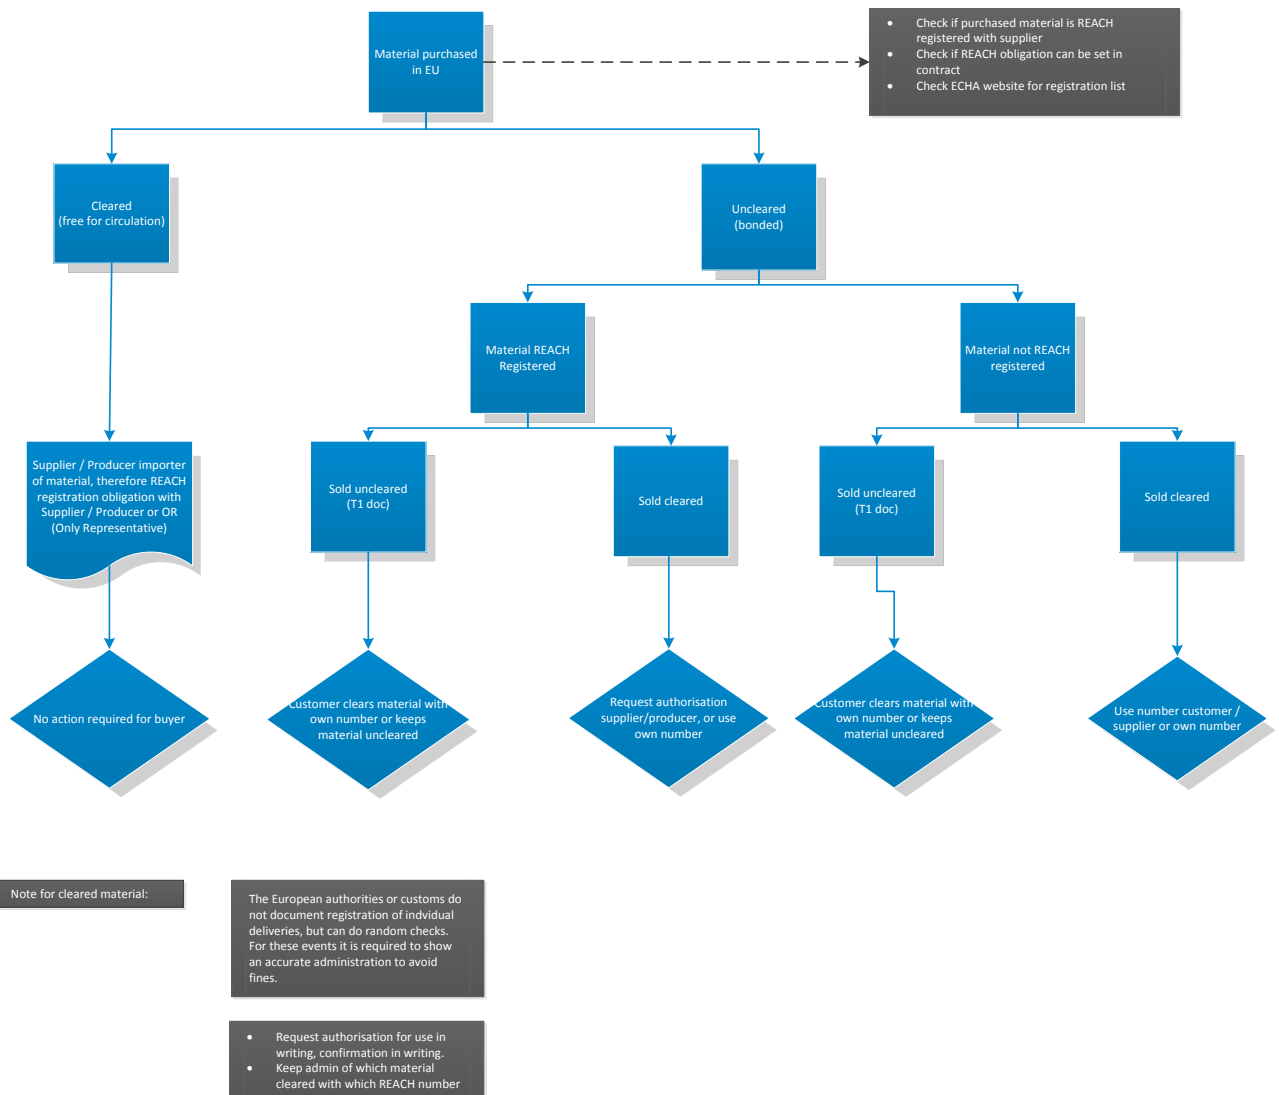 Material purchased
in EU
• Check if purchased material is REACH
registered with supplier
• Check if REACH obligation can be set in
contract
• Check ECHA website for registration list
Cleared
(free for circulation)
Uncleared
(bonded)
Material REACH
Registered
Material not REACH
registered
Supplier / Producer importer
of material, therefore REACH
registration obligation with
Supplier / Producer or OR
(Only Representative)
Sold uncleared
(T1 doc)
Sold cleared
Sold uncleared
(T1 doc)
Sold cleared
No action required for buyer
Customer clears material with
own number or keeps
material uncleared
Request authorisation
supplier/producer, or use
own number
Customer clears material with
own number or keeps
material uncleared
Use number customer /
supplier or own number
Note for cleared material:
The European authorities or customs do
not document registration of indvidual
deliveries, but can do random checks.
For these events it is required to show
an accurate administration to avoid
fines.
• Request authorisation for use in
writing, confirmation in writing.
• Keep admin of which material
cleared with which REACH number